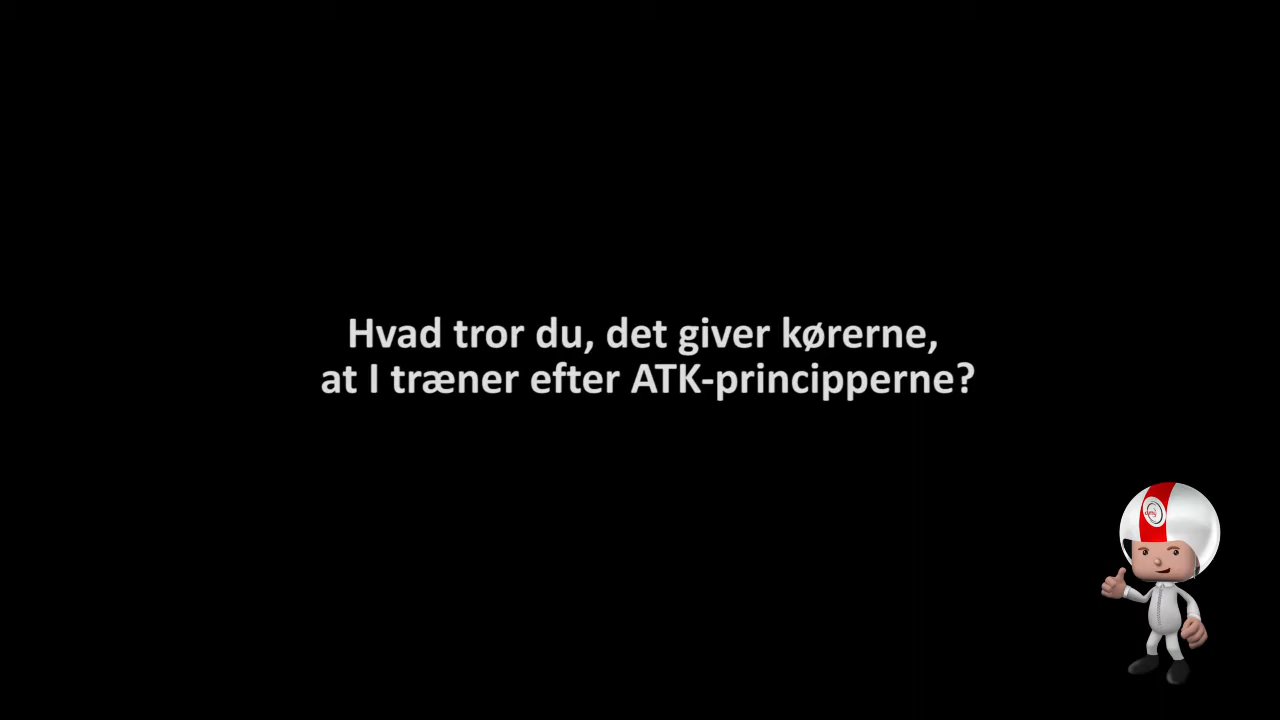 Hvad tror du, det giver kørerne,
at I træner efter ATK-principperne?